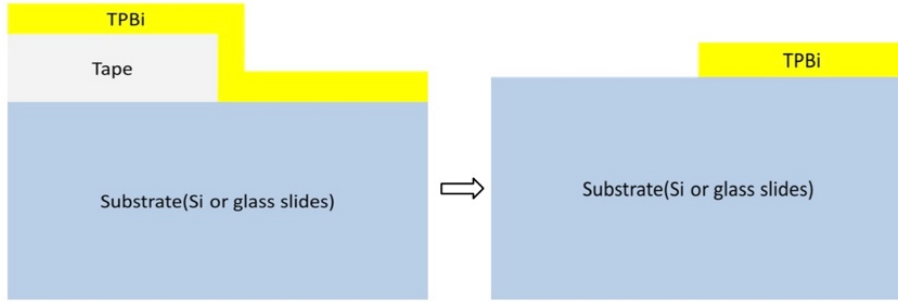 TPBi
Tape
Substrate(Si or glass slides)
TPBi
Substrate(Si or glass slides)